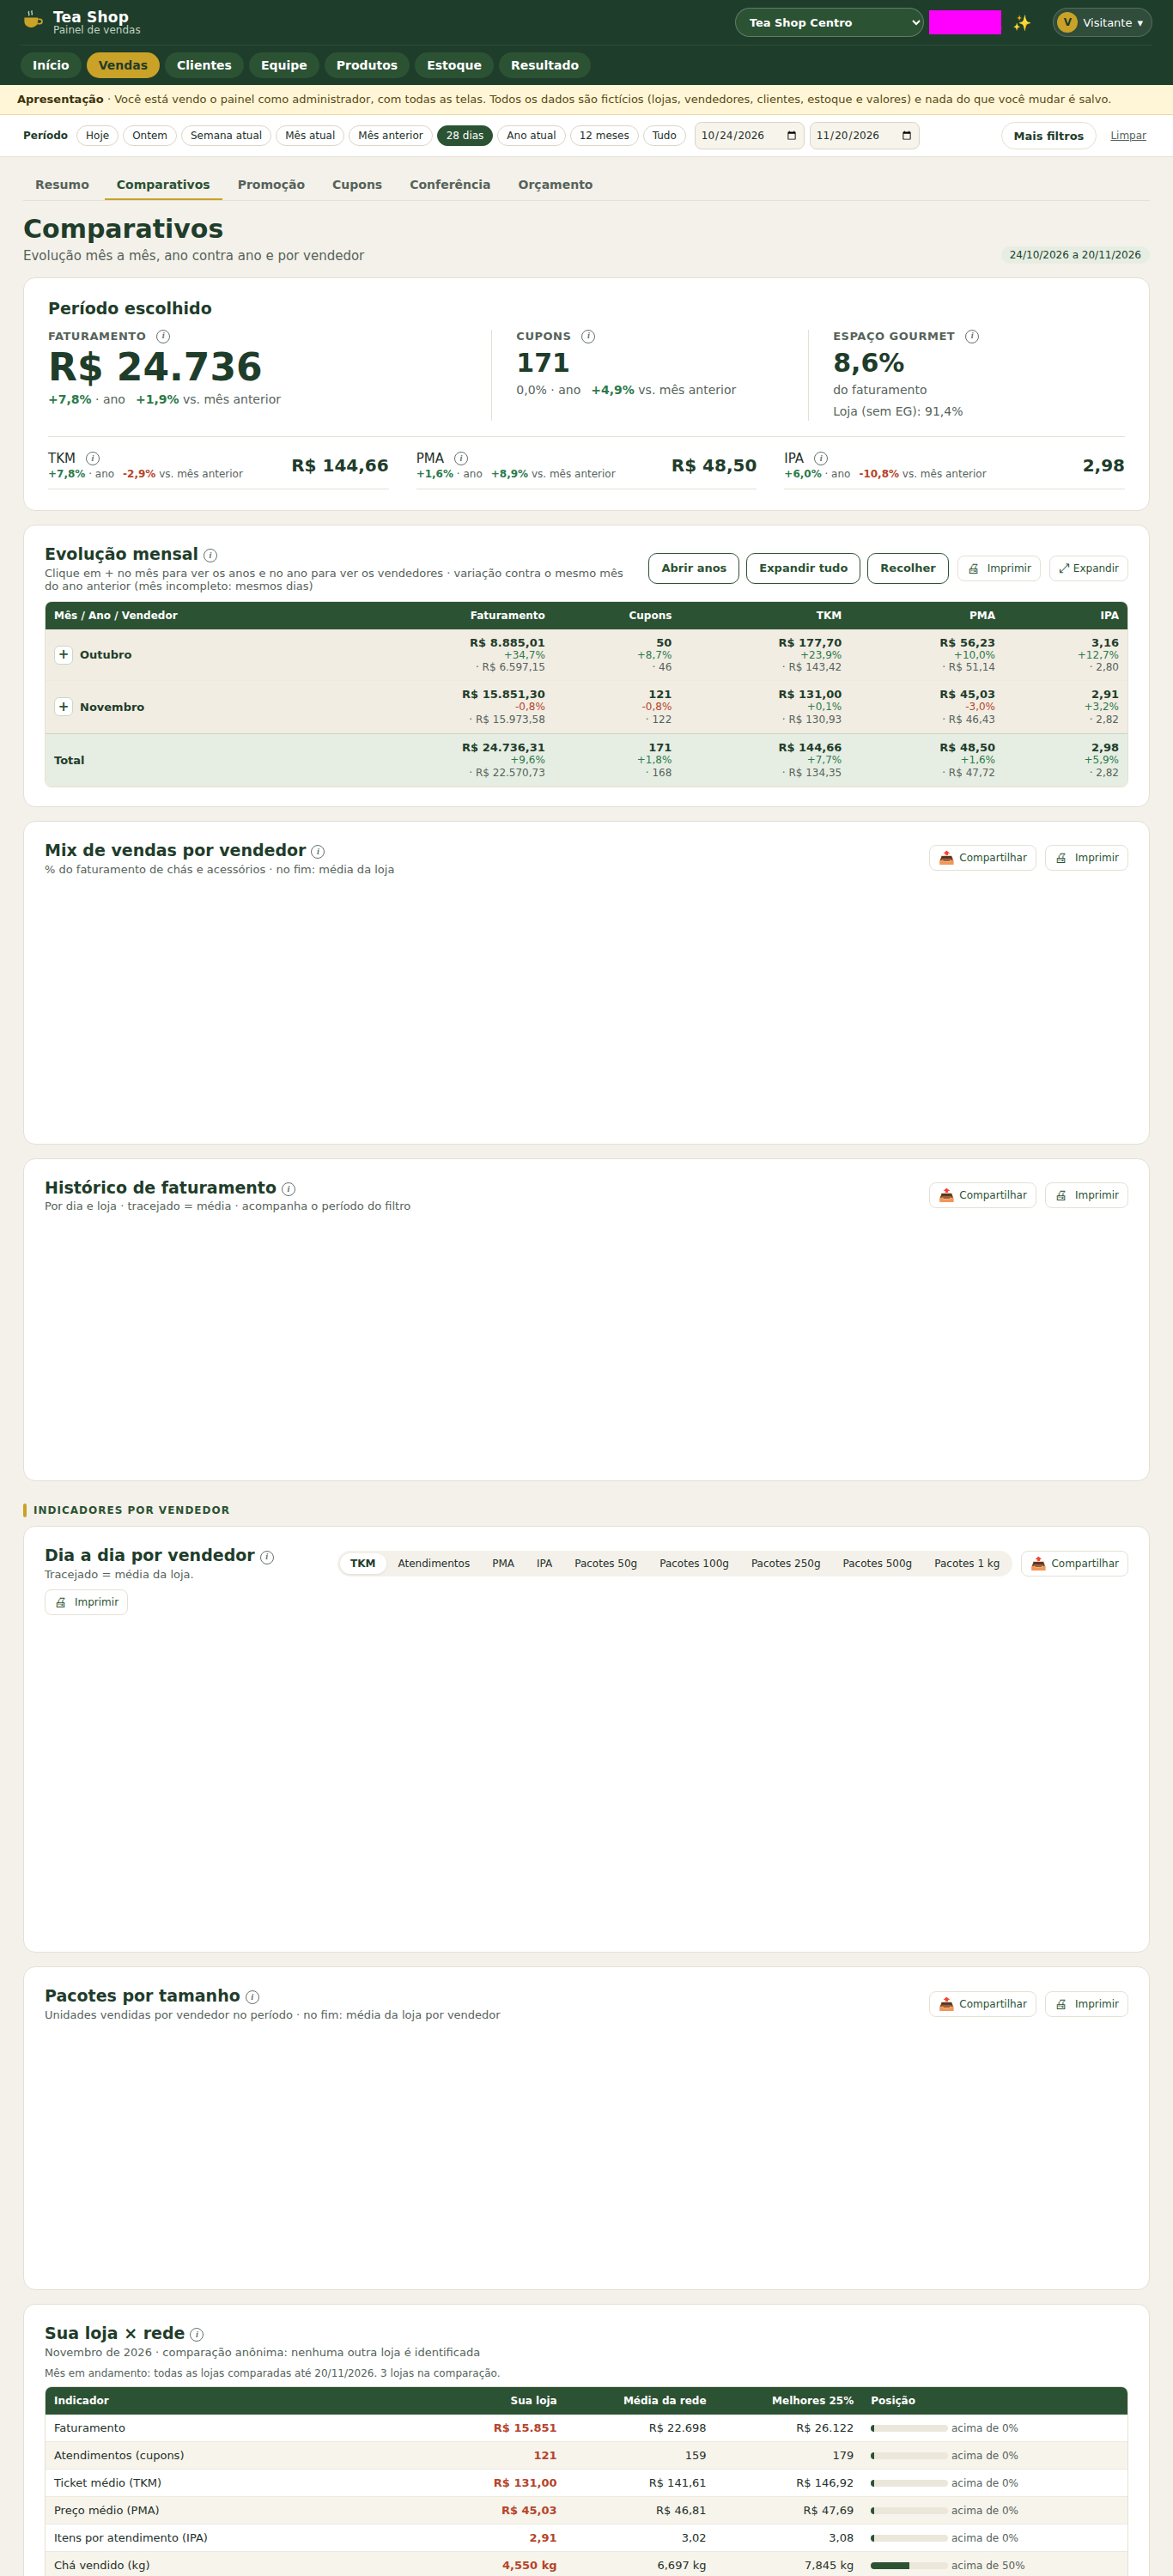 Tea Shop
Painel de vendas
Tea Shop Centro
V Visitante ▾
Início Vendas Clientes Equipe Produtos Estoque Resultado
Apresentação · Você está vendo o painel como administrador, com todas as telas. Todos os dados são fictícios (lojas, vendedores, clientes, estoque e valores) e nada do que você mudar é salvo.
Período Hoje Ontem Semana atual Mês atual Mês anterior 28 dias Ano atual 12 meses Tudo 10/24/2026 11/20/2026 Mais filtros Limpar
Resumo Comparativos Promoção Cupons Conferência Orçamento
Comparativos
Evolução mês a mês, ano contra ano e por vendedor
24/10/2026 a 20/11/2026
Período escolhido
FATURAMENTO i
R$ 24.736
+7,8% · ano +1,9% vs. mês anterior
CUPONS i
171
0,0% · ano +4,9% vs. mês anterior
ESPAÇO GOURMET i
8,6%
do faturamento
Loja (sem EG): 91,4%
TKM i
+7,8% · ano -2,9% vs. mês anterior
R$ 144,66
PMA i
+1,6% · ano +8,9% vs. mês anterior
R$ 48,50
IPA i
+6,0% · ano -10,8% vs. mês anterior
2,98
Evolução mensal i
Clique em + no mês para ver os anos e no ano para ver os vendedores · variação contra o mesmo mês
do ano anterior (mês incompleto: mesmos dias)
Abrir anos Expandir tudo Recolher Imprimir Expandir
Mês / Ano / Vendedor Faturamento Cupons TKM PMA IPA
+ Outubro R$ 8.885,01 50 R$ 177,70 R$ 56,23 3,16
+34,7% +8,7% +23,9% +10,0% +12,7%
· R$ 6.597,15 · 46 · R$ 143,42 · R$ 51,14 · 2,80
+ Novembro R$ 15.851,30 121 R$ 131,00 R$ 45,03 2,91
-0,8% -0,8% +0,1% -3,0% +3,2%
· R$ 15.973,58 · 122 · R$ 130,93 · R$ 46,43 · 2,82
Total R$ 24.736,31 171 R$ 144,66 R$ 48,50 2,98
+9,6% +1,8% +7,7% +1,6% +5,9%
· R$ 22.570,73 · 168 · R$ 134,35 · R$ 47,72 · 2,82
Mix de vendas por vendedor i
% do faturamento de chás e acessórios · no fim: média da loja
Compartilhar Imprimir
Histórico de faturamento i
Por dia e loja · tracejado = média · acompanha o período do filtro
Compartilhar Imprimir
INDICADORES POR VENDEDOR
Dia a dia por vendedor i
Tracejado = média da loja.
TKM Atendimentos PMA IPA Pacotes 50g Pacotes 100g Pacotes 250g Pacotes 500g Pacotes 1 kg Compartilhar
Imprimir
Pacotes por tamanho i
Unidades vendidas por vendedor no período · no fim: média da loja por vendedor
Compartilhar Imprimir
Sua loja × rede i
Novembro de 2026 · comparação anônima: nenhuma outra loja é identificada
Mês em andamento: todas as lojas comparadas até 20/11/2026. 3 lojas na comparação.
Indicador Sua loja Média da rede Melhores 25% Posição
Faturamento R$ 15.851 R$ 22.698 R$ 26.122 acima de 0%
Atendimentos (cupons) 121 159 179 acima de 0%
Ticket médio (TKM) R$ 131,00 R$ 141,61 R$ 146,92 acima de 0%
Preço médio (PMA) R$ 45,03 R$ 46,81 R$ 47,69 acima de 0%
Itens por atendimento (IPA) 2,91 3,02 3,08 acima de 0%
Chá vendido (kg) 4,550 kg 6,697 kg 7,845 kg acima de 50%